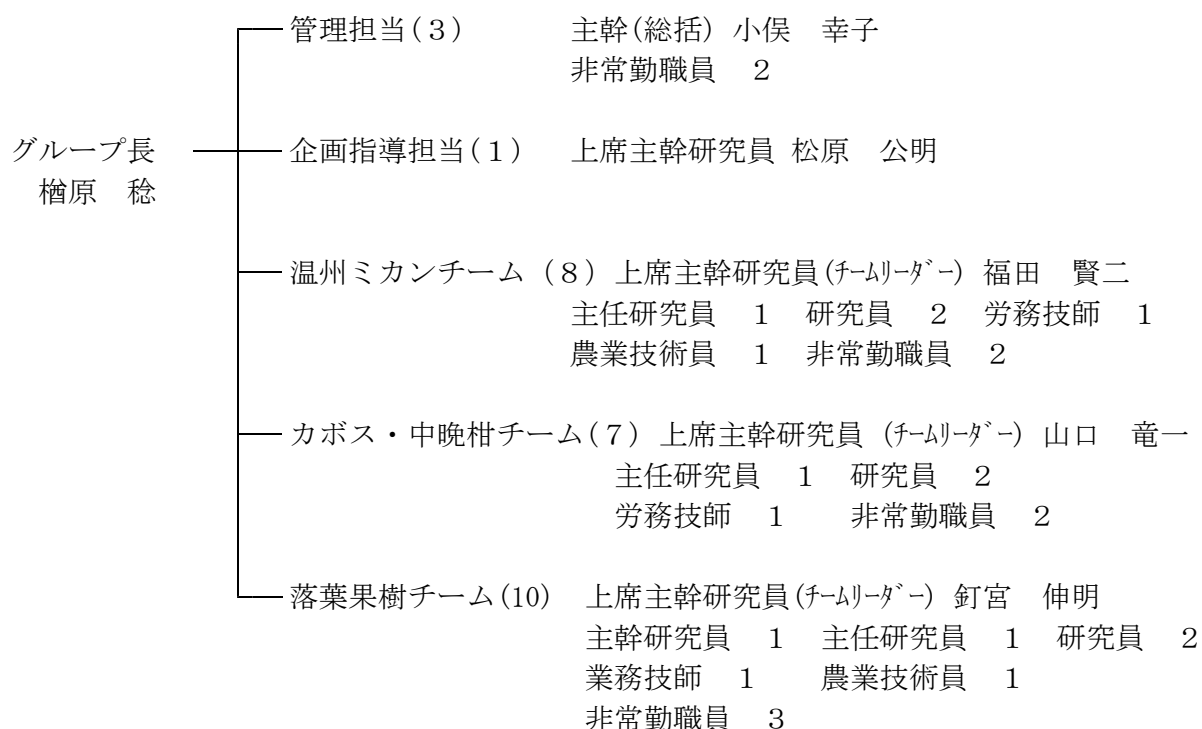 管理担当(３) 主幹(総括) 小俣 幸子
非常勤職員 ２
グループ長 企画指導担当(１) 上席主幹研究員 松原 公明
楢原 稔
温州ミカンチーム (８) 上席主幹研究員(ﾁｰﾑﾘｰﾀﾞｰ) 福田 賢二
主任研究員 １ 研究員 ２ 労務技師 １
農業技術員 １ 非常勤職員 ２
カボス・中晩柑チーム(７) 上席主幹研究員 (ﾁｰﾑﾘｰﾀﾞｰ) 山口 竜一
主任研究員 １ 研究員 ２
労務技師 １ 非常勤職員 ２
落葉果樹チーム(10) 上席主幹研究員(ﾁｰﾑﾘｰﾀﾞｰ) 釘宮 伸明
主幹研究員 １ 主任研究員 １ 研究員 ２
業務技師 １ 農業技術員 １
非常勤職員 ３